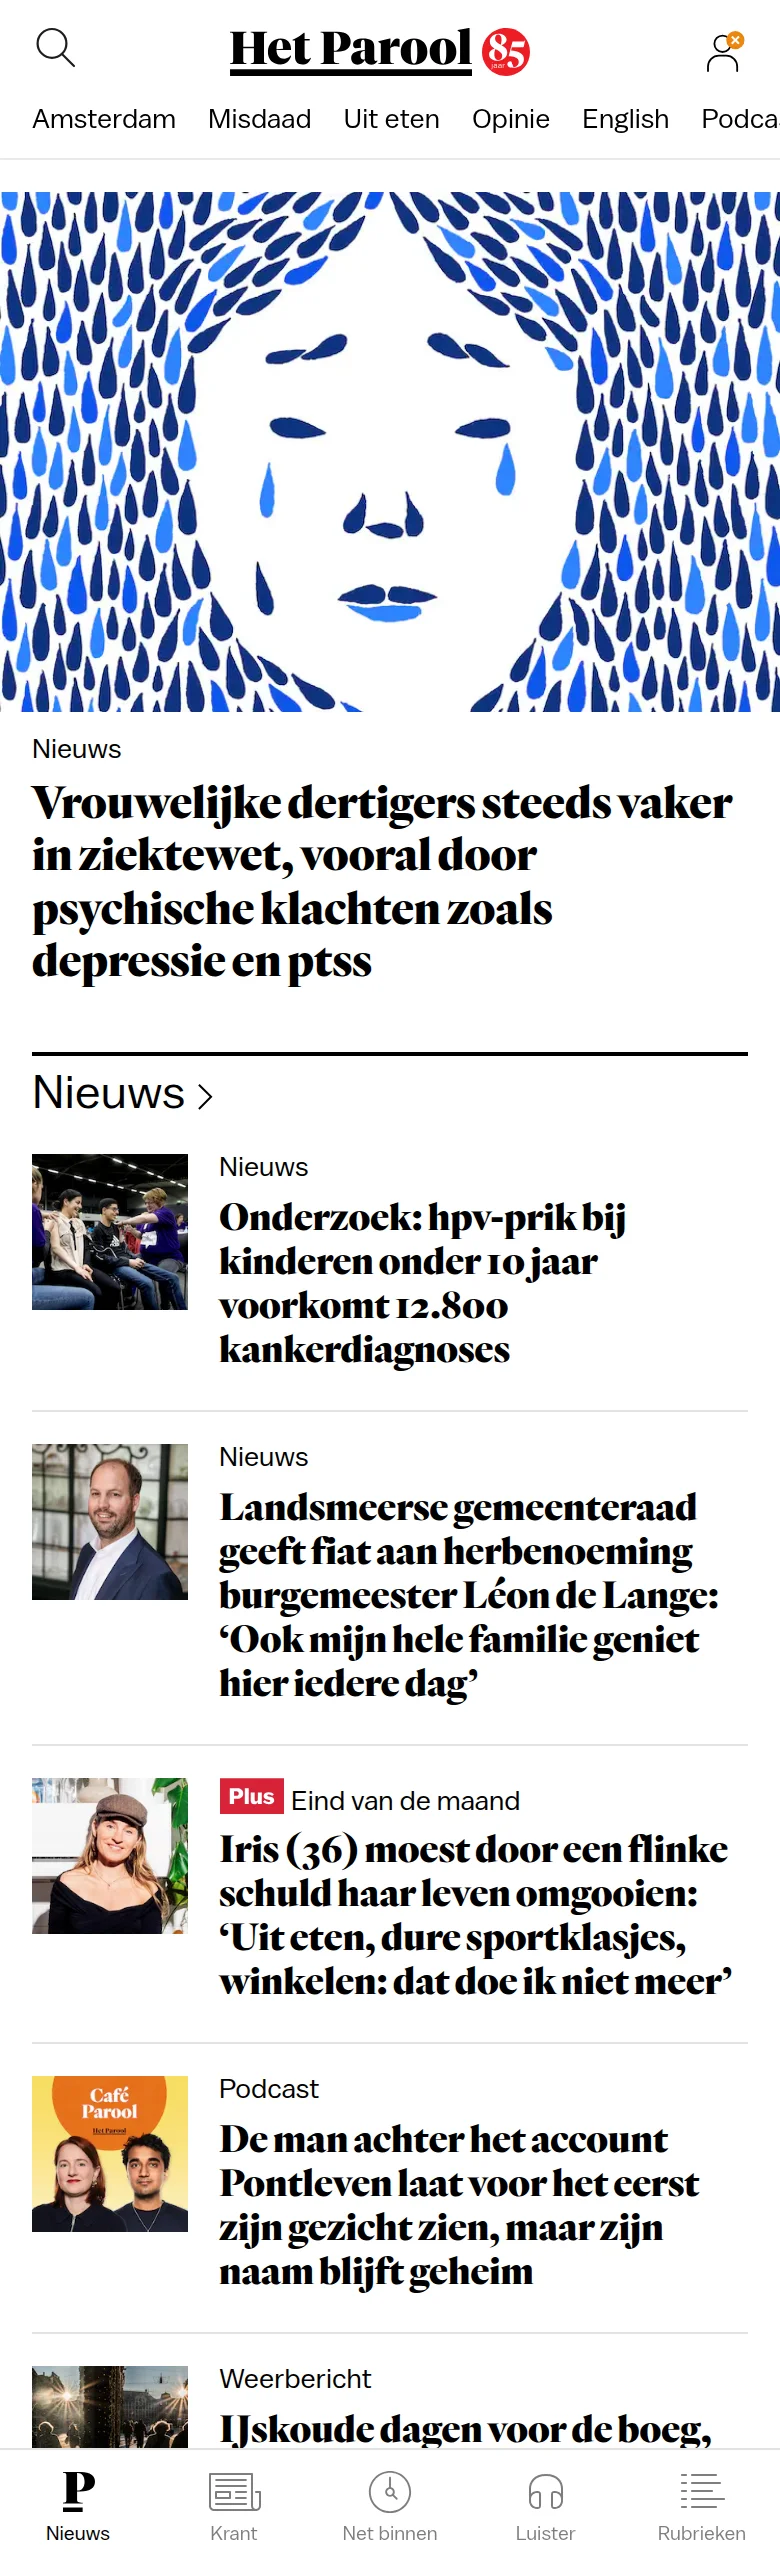 Het Parool 85 jaar
Amsterdam Misdaad Uit eten Opinie English Podca
Nieuws
Vrouwelijke dertigers steeds vaker
in ziektewet, vooral door
psychische klachten zoals
depressie en ptss
Nieuws
Nieuws
Onderzoek: hpv-prik bij
kinderen onder 10 jaar
voorkomt 12.800
kankerdiagnoses
Nieuws
Landsmeerse gemeenteraad
geeft fiat aan herbenoeming
burgemeester Léon de Lange:
‘Ook mijn hele familie geniet
hier iedere dag’
Plus Eind van de maand
Iris (36) moest door een flinke
schuld haar leven omgooien:
‘Uit eten, dure sportklasjes,
winkelen: dat doe ik niet meer’
Café
Parool
Het Parool
Podcast
De man achter het account
Pontleven laat voor het eerst
zijn gezicht zien, maar zijn
naam blijft geheim
Weerbericht
IJskoude dagen voor de boeg,
Nieuws Krant Net binnen Luister Rubrieken